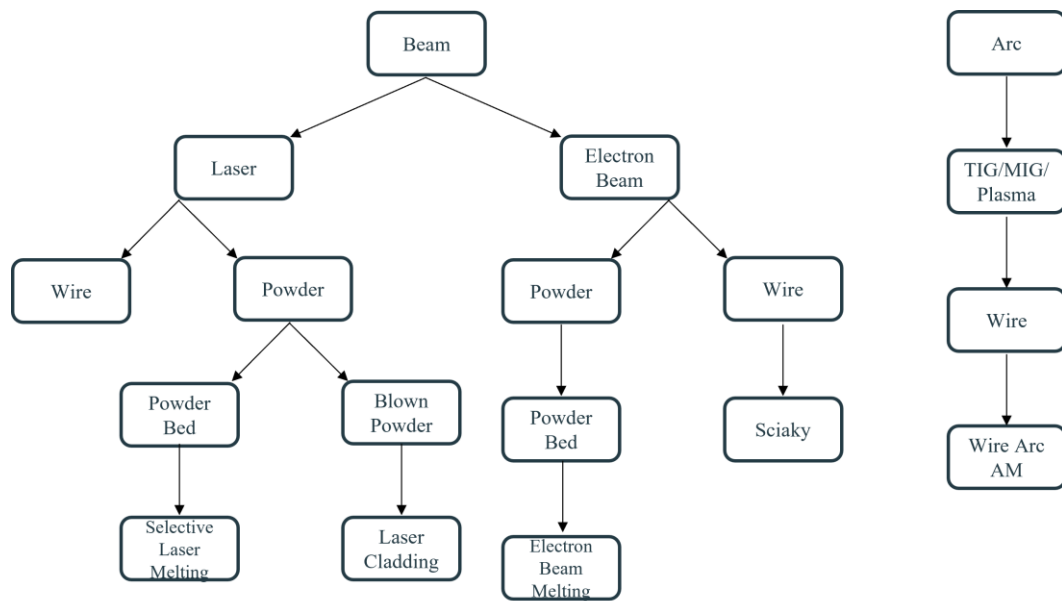 Beam
Arc
Laser
Electron
Beam
TIG/MIG/
Plasma
Wire
Powder
Powder
Wire
Wire
Powder
Bed
Blown
Powder
Powder
Bed
Sciaky
Wire Arc
AM
Selective
Laser
Melting
Laser
Cladding
Electron
Beam
Melting